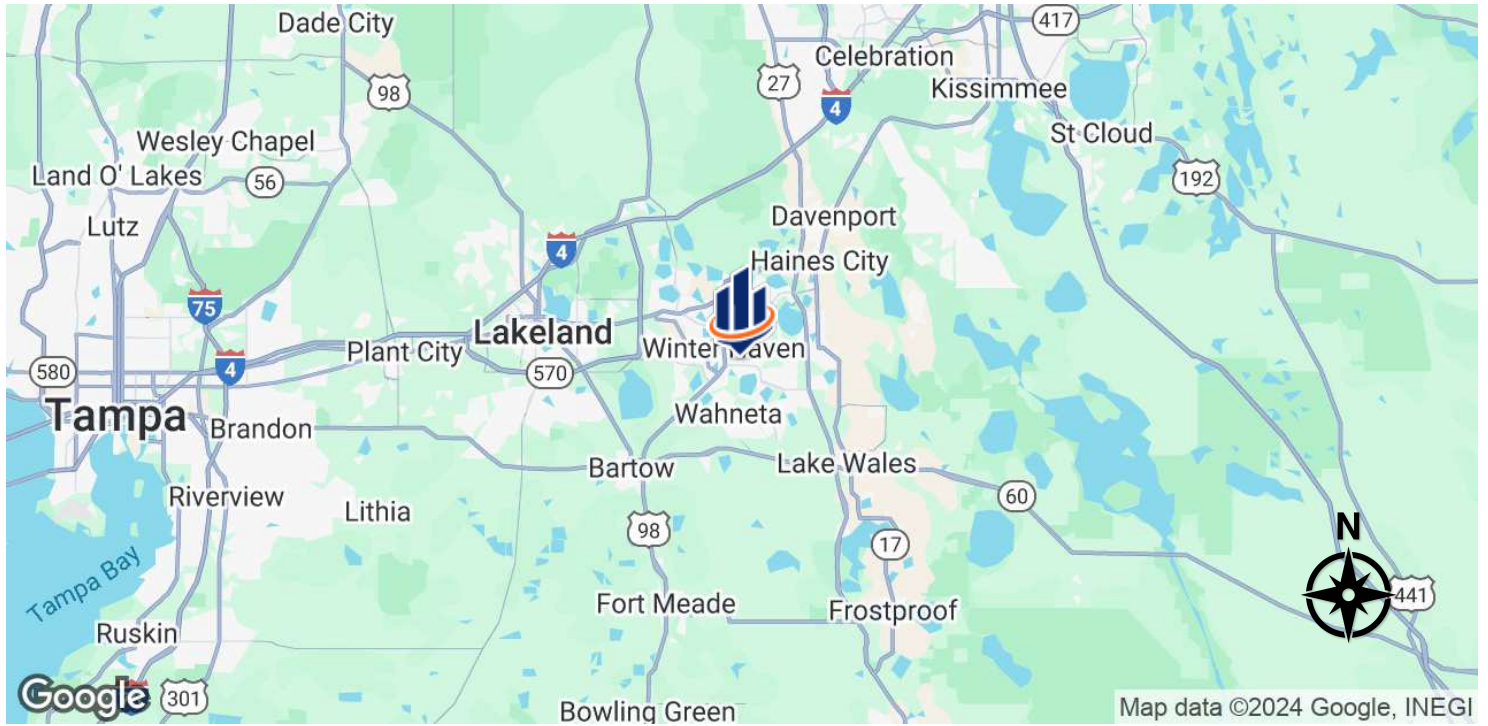 Dade City
417
Celebration
27
98
Kissimmee
4
St Cloud
Wesley Chapel
Land O' Lakes
56
192
Lutz
Davenport
4
Haines City
75
Lakeland
Plant City
Winter Haven
4
580
570
Tampa
Brandon
Wahneta
Bartow
Lake Wales
Riverview
60
Lithia
98
N
17
Tampa Bay
Fort Meade
Frostproof
441
Ruskin
Google
301
Bowling Green
Map data ©2024 Google, INEGI